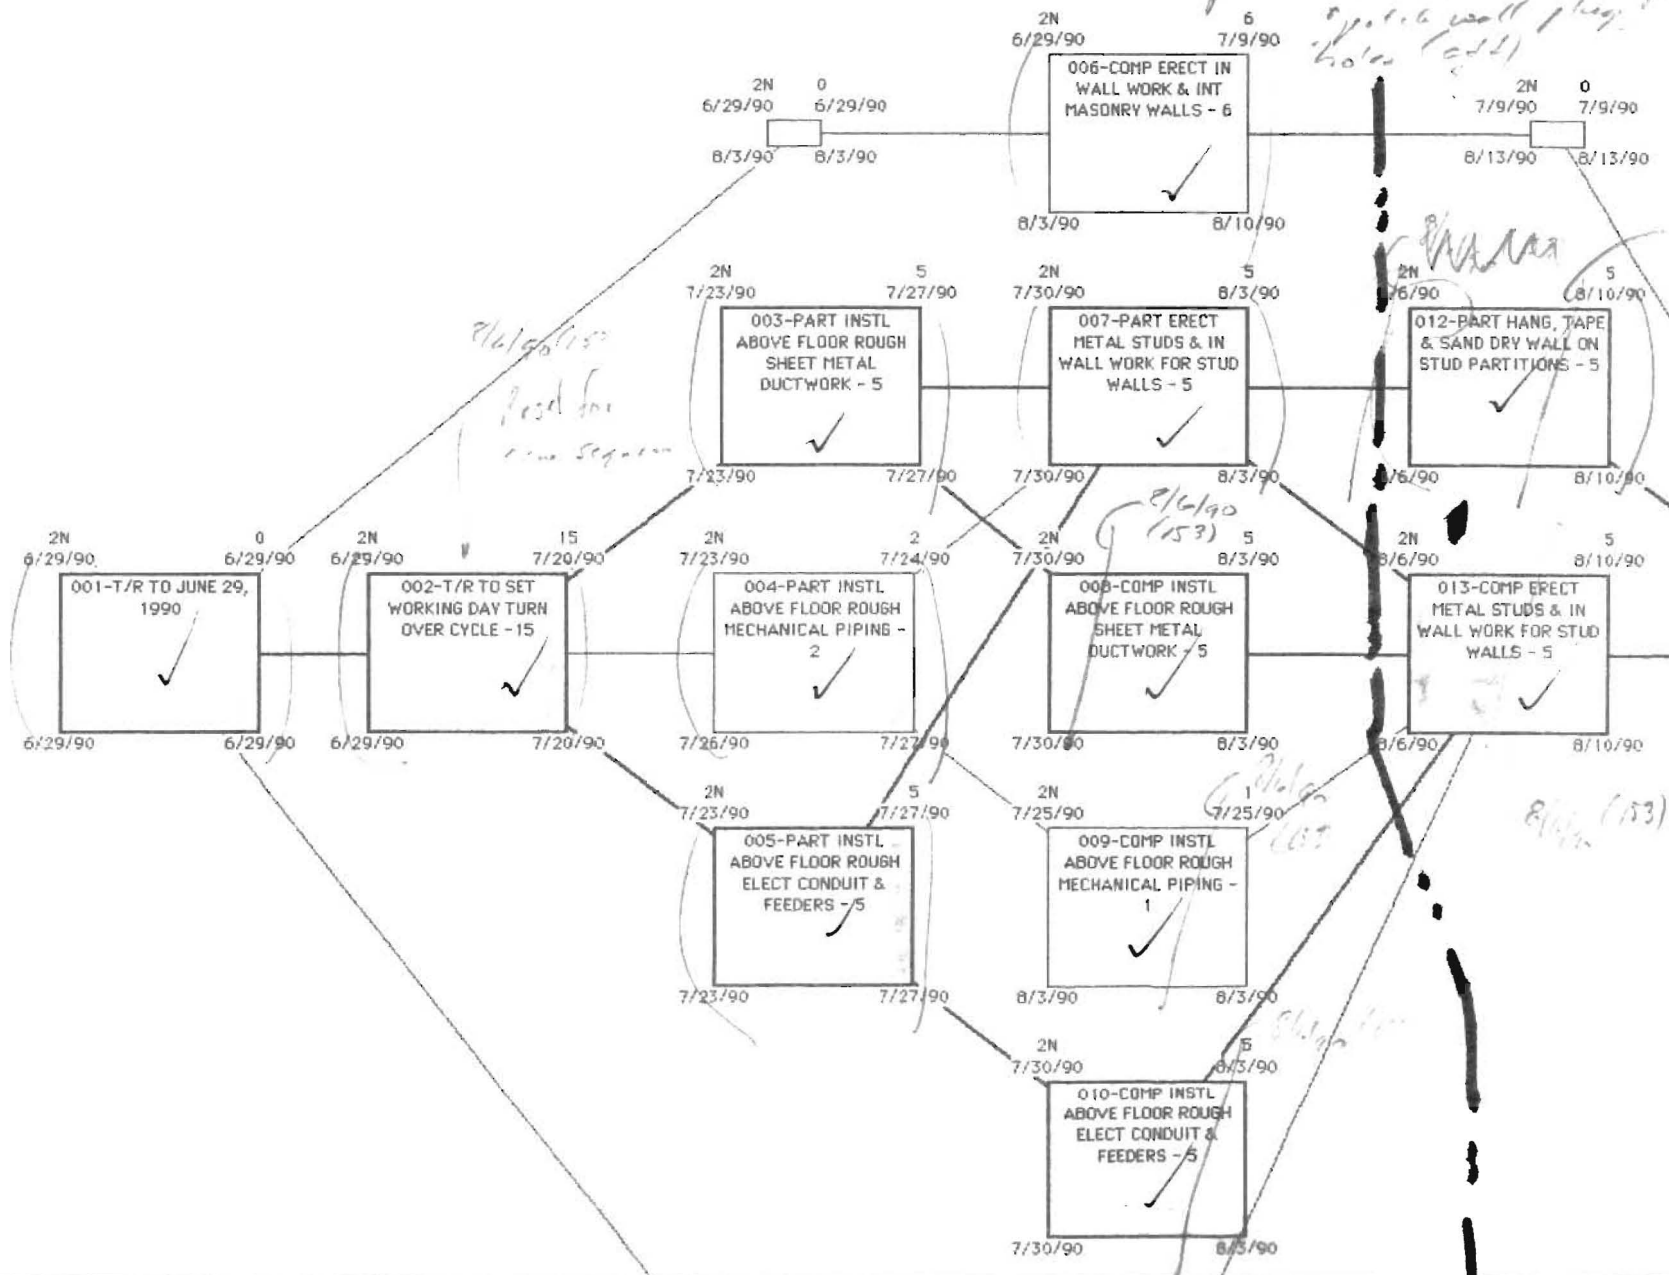 2N 6
6/29/90 7/9/90
holes (add)
006-COMP ERECT IN
WALL WORK & INT
MASONRY WALLS - 6
8/3/90 8/10/90
2N 0
6/29/90 6/29/90
8/3/90 8/3/90
2N 0
7/9/90 7/9/90
8/13/90 8/13/90
2N 5
7/23/90 7/27/90
003-PART INSTL
ABOVE FLOOR ROUGH
SHEET METAL
DUCTWORK - 5
7/23/90 7/27/90
2N 5
7/30/90 8/3/90
007-PART ERECT
METAL STUDS & IN
WALL WORK FOR STUD
WALLS - 5
7/30/90 8/3/90
2N 5
6/90 8/10/90
012-PART HANG, TAPE
& SAND DRY WALL ON
STUD PARTITIONS - 5
/6/90 8/10/90
8/6/90 (153)
Reset for
2N 0
6/29/90 6/29/90
001-T/R TO JUNE 29,
1990
6/29/90 6/29/90
2N 15
6/29/90 7/20/90
002-T/R TO SET
WORKING DAY TURN
OVER CYCLE -15
6/29/90 7/20/90
2N 2
7/23/90 7/24/90
004-PART INSTL
ABOVE FLOOR ROUGH
MECHANICAL PIPING -
2
7/26/90 7/27/90
8/6/90
(153)
2N 5
7/30/90 8/3/90
008-COMP INSTL
ABOVE FLOOR ROUGH
SHEET METAL
DUCTWORK - 5
7/30/90 8/3/90
2N 5
8/6/90 8/10/90
013-COMP ERECT
METAL STUDS & IN
WALL WORK FOR STUD
WALLS - 5
8/6/90 8/10/90
2N 5
7/23/90 7/27/90
005-PART INSTL
ABOVE FLOOR ROUGH
ELECT CONDUIT &
FEEDERS - 5
7/23/90 7/27/90
2N 1
7/25/90 7/25/90
009-COMP INSTL
ABOVE FLOOR ROUGH
MECHANICAL PIPING -
1
8/3/90 8/3/90
(153)
2N 5
7/30/90 8/3/90
010-COMP INSTL
ABOVE FLOOR ROUGH
ELECT CONDUIT &
FEEDERS - 5
7/30/90 8/3/90